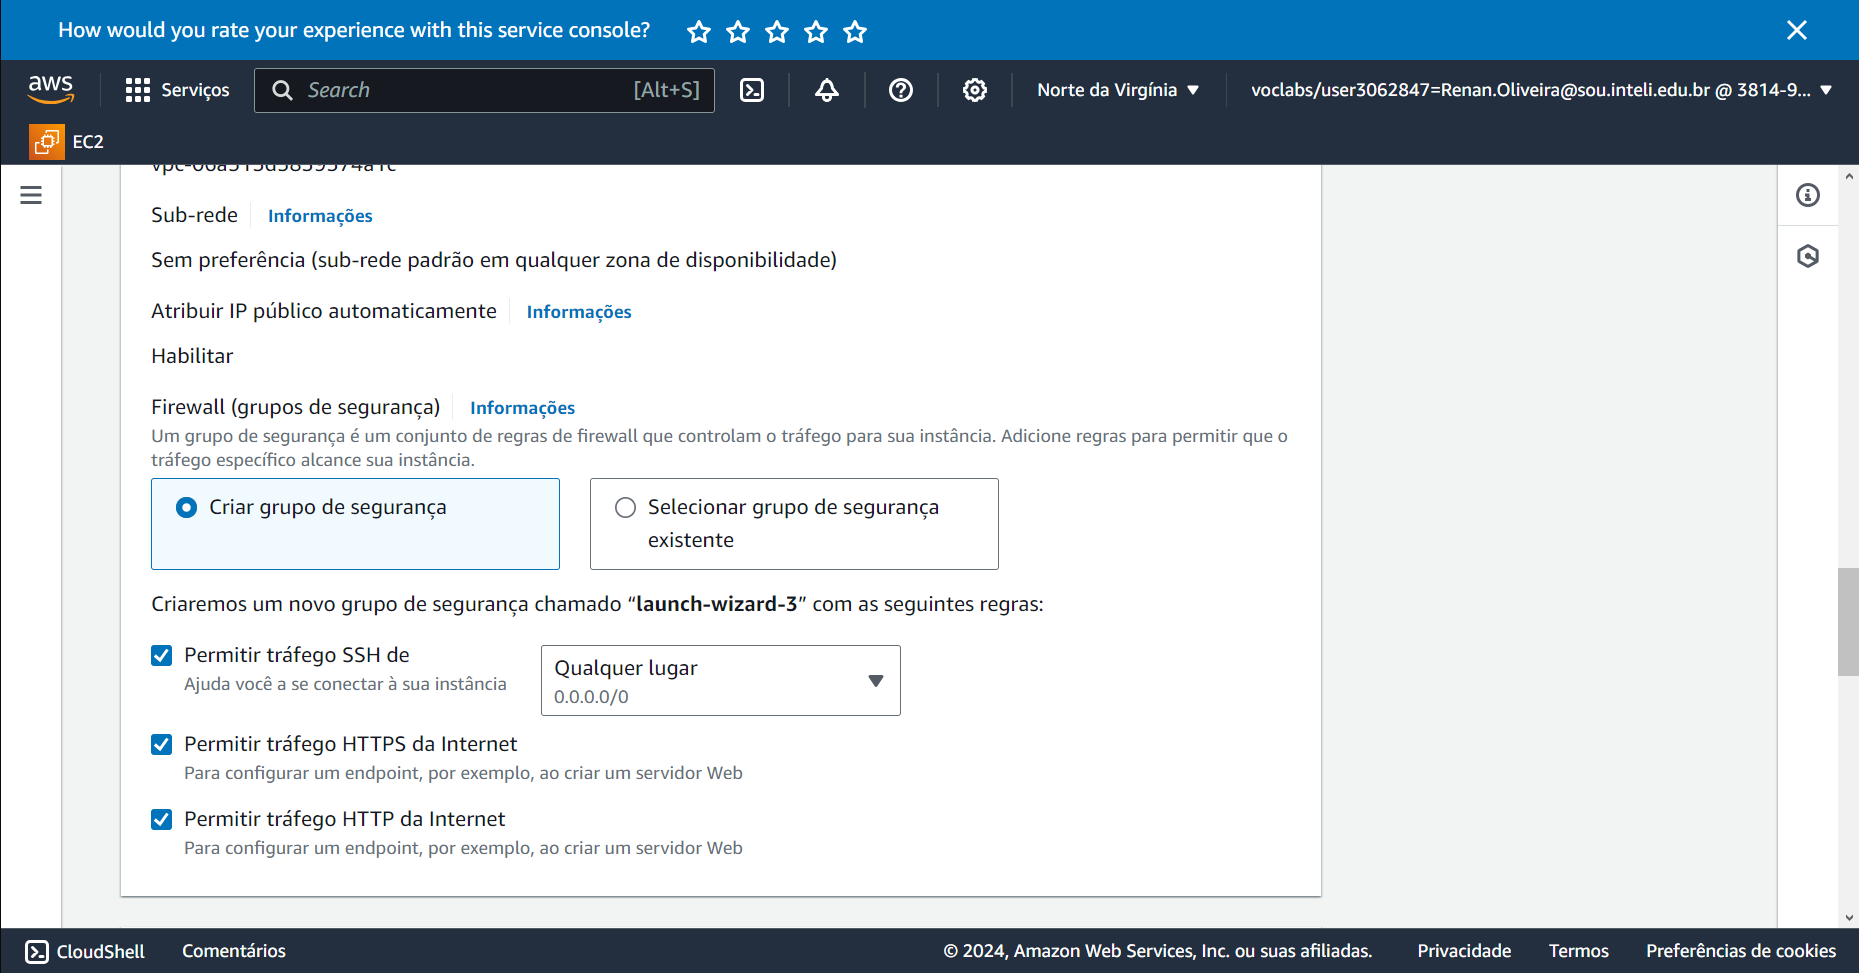 How would you rate your experience with this service console?
aws
Serviços
Search
[Alt+S]
Norte da Virgínia
voclabs/user3062847=Renan.Oliveira@sou.inteli.edu.br @ 3814-9...
EC2
Sub-rede
Informações
Sem preferência (sub-rede padrão em qualquer zona de disponibilidade)
Atribuir IP público automaticamente
Informações
Habilitar
Firewall (grupos de segurança)
Informações
Um grupo de segurança é um conjunto de regras de firewall que controlam o tráfego para sua instância. Adicione regras para permitir que o
tráfego específico alcance sua instância.
Criar grupo de segurança
Selecionar grupo de segurança
existente
Criaremos um novo grupo de segurança chamado “launch-wizard-3” com as seguintes regras:
Permitir tráfego SSH de
Ajuda você a se conectar à sua instância
Qualquer lugar
0.0.0.0/0
Permitir tráfego HTTPS da Internet
Para configurar um endpoint, por exemplo, ao criar um servidor Web
Permitir tráfego HTTP da Internet
Para configurar um endpoint, por exemplo, ao criar um servidor Web
CloudShell
Comentários
© 2024, Amazon Web Services, Inc. ou suas afiliadas.
Privacidade
Termos
Preferências de cookies